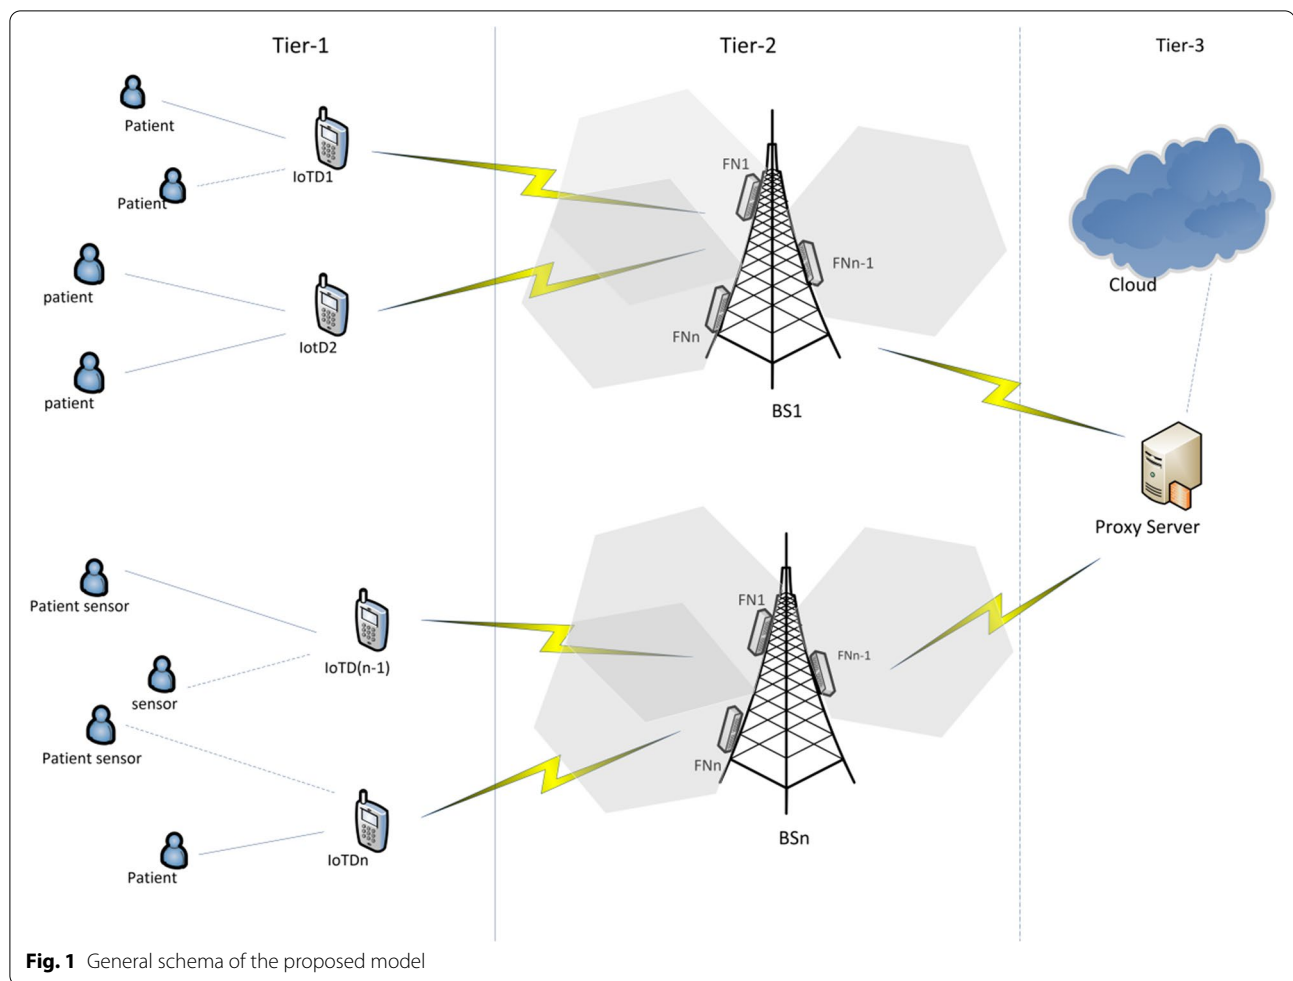 Tier-1
Tier-2
Tier-3
Patient
IoTD1
Patient
patient
IotD2
patient
FN1
FNn-1
FNn
BS1
Cloud
Proxy Server
Patient sensor
IoTD(n-1)
sensor
Patient sensor
IoTDn
Patient
FN1
FNn-1
FNn
BSn
Fig. 1 General schema of the proposed model